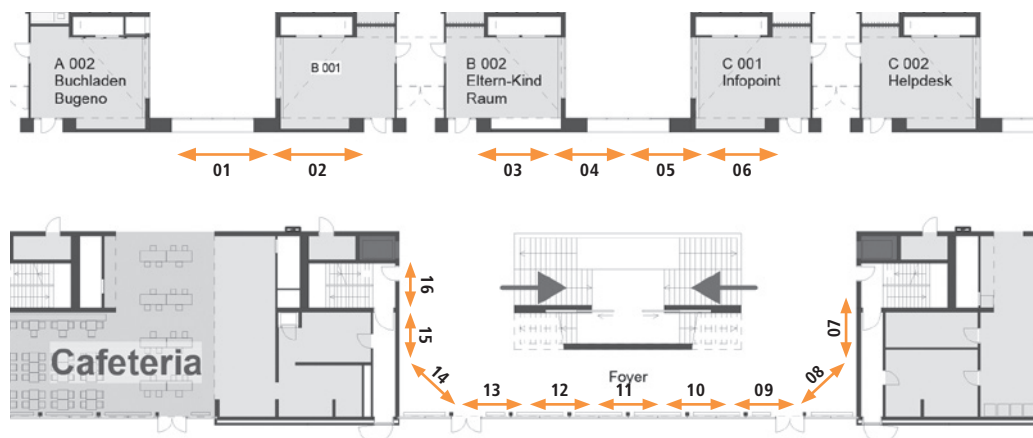 A 002
Buchladen
Bugeno
B 001
B 002
Eltern-Kind
Raum
C 001
Infopoint
C 002
Helpdesk
01
02
03
04
05
06
16
15
14
13
12
11
10
09
08
07
Cafeteria
Foyer